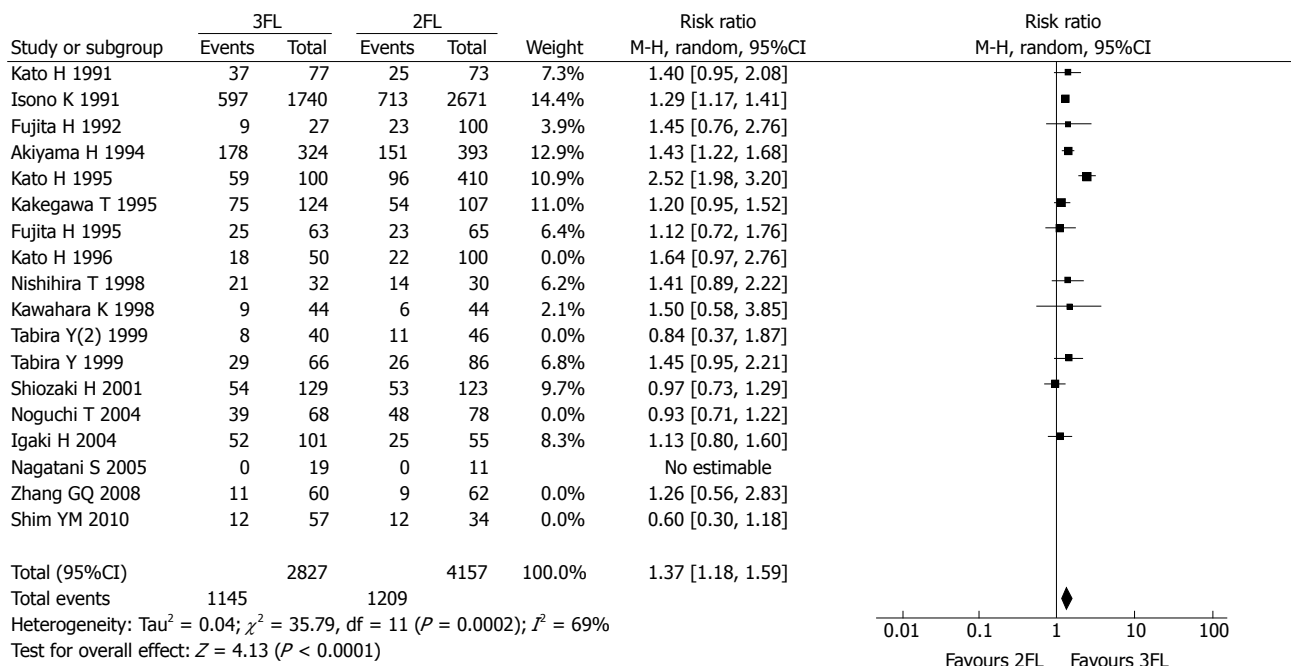 3FL 2FL Risk ratio Risk ratio
Study or subgroup Events Total Events Total Weight M-H, random, 95%CI M-H, random, 95%CI
Kato H 1991 37 77 25 73 7.3% 1.40 [0.95, 2.08]
Isono K 1991 597 1740 713 2671 14.4% 1.29 [1.17, 1.41]
Fujita H 1992 9 27 23 100 3.9% 1.45 [0.76, 2.76]
Akiyama H 1994 178 324 151 393 12.9% 1.43 [1.22, 1.68]
Kato H 1995 59 100 96 410 10.9% 2.52 [1.98, 3.20]
Kakegawa T 1995 75 124 54 107 11.0% 1.20 [0.95, 1.52]
Fujita H 1995 25 63 23 65 6.4% 1.12 [0.72, 1.76]
Kato H 1996 18 50 22 100 0.0% 1.64 [0.97, 2.76]
Nishihira T 1998 21 32 14 30 6.2% 1.41 [0.89, 2.22]
Kawahara K 1998 9 44 6 44 2.1% 1.50 [0.58, 3.85]
Tabira Y(2) 1999 8 40 11 46 0.0% 0.84 [0.37, 1.87]
Tabira Y 1999 29 66 26 86 6.8% 1.45 [0.95, 2.21]
Shiozaki H 2001 54 129 53 123 9.7% 0.97 [0.73, 1.29]
Noguchi T 2004 39 68 48 78 0.0% 0.93 [0.71, 1.22]
Igaki H 2004 52 101 25 55 8.3% 1.13 [0.80, 1.60]
Nagatani S 2005 0 19 0 11 No estimable
Zhang GQ 2008 11 60 9 62 0.0% 1.26 [0.56, 2.83]
Shim YM 2010 12 57 12 34 0.0% 0.60 [0.30, 1.18]
Total (95%CI) 2827 4157 100.0% 1.37 [1.18, 1.59]
Total events 1145 1209
Heterogeneity: Tau² = 0.04; χ² = 35.79, df = 11 (P = 0.0002); I² = 69%
Test for overall effect: Z = 4.13 (P < 0.0001)
0.01 0.1 1 10 100
Favours 2FL Favours 3FL